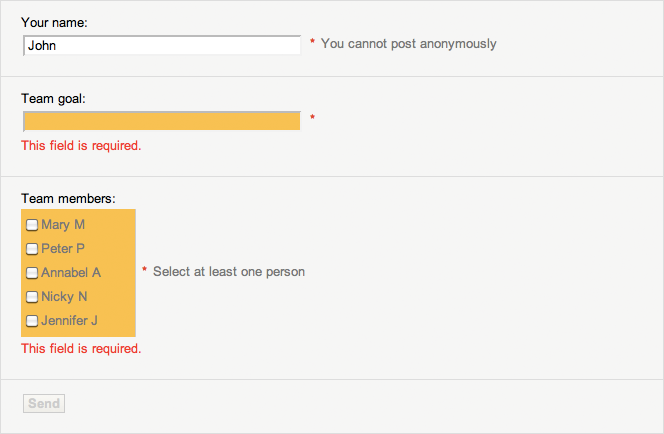 Your name:
John * You cannot post anonymously
Team goal:
*
This field is required.
Team members:
Mary M
Peter P
Annabel A * Select at least one person
Nicky N
Jennifer J
This field is required.
Send